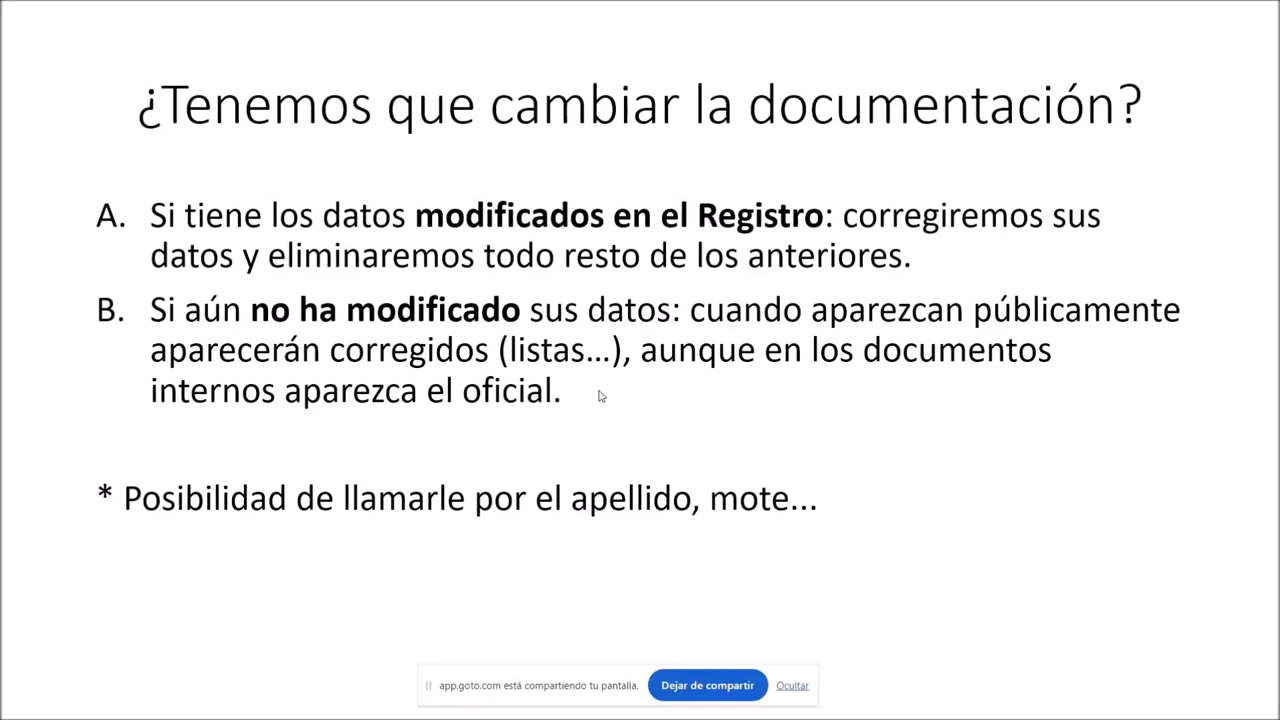 ¿Tenemos que cambiar la documentación?
A. Si tiene los datos modificados en el Registro: corregiremos sus
datos y eliminaremos todo resto de los anteriores.
B. Si aún no ha modificado sus datos: cuando aparezcan públicamente
aparecerán corregidos (listas...), aunque en los documentos
internos aparezca el oficial.
* Posibilidad de llamarle por el apellido, mote...
app.goto.com está compartiendo tu pantalla. Dejar de compartir Ocultar